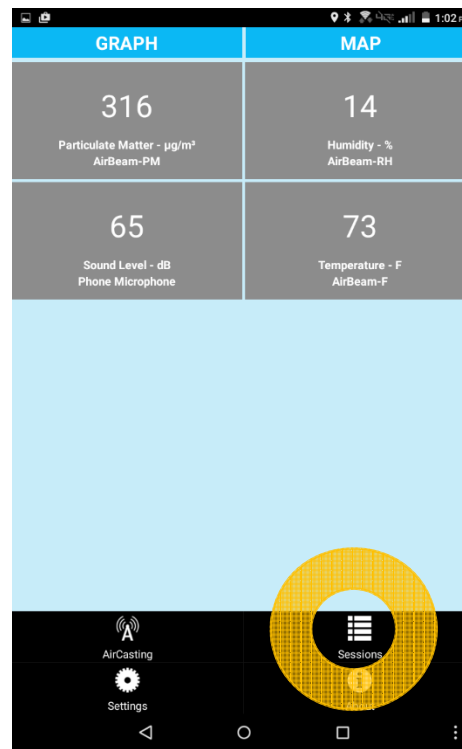 1:02
GRAPH
MAP
316
Particulate Matter - µg/m³
AirBeam-PM
14
Humidity - %
AirBeam-RH
65
Sound Level - dB
Phone Microphone
73
Temperature - F
AirBeam-F
AirCasting
Sessions
Settings